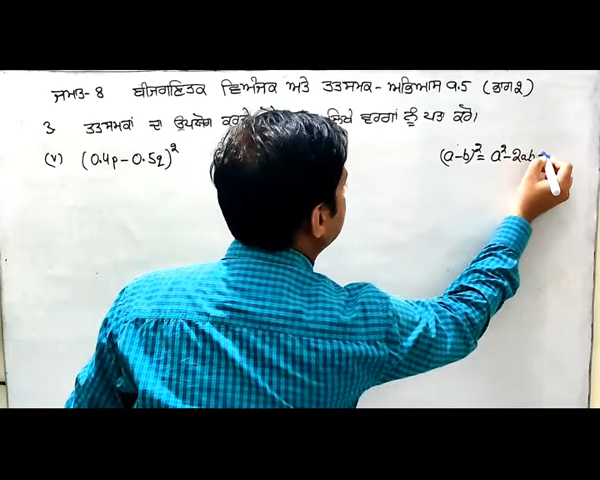 ਜਮਾਤ- 8 ਬੀਜਗਣਿਤਕ ਵਿਅੰਜਕ ਅਤੇ ਤਤਸਮਕ - ਅਭਿਆਸ 9.5 (ਭਾਗ 2)
3. ਤਤਸਮਕਾਂ ਦਾ ਉਪਯੋਗ ਕਰਕੇ ਵਰਗਾਂ ਨੂੰ ਪਤਾ ਕਰੋ।
(v) (0.4p - 0.5q)² (a-b)² = a² - 2ab